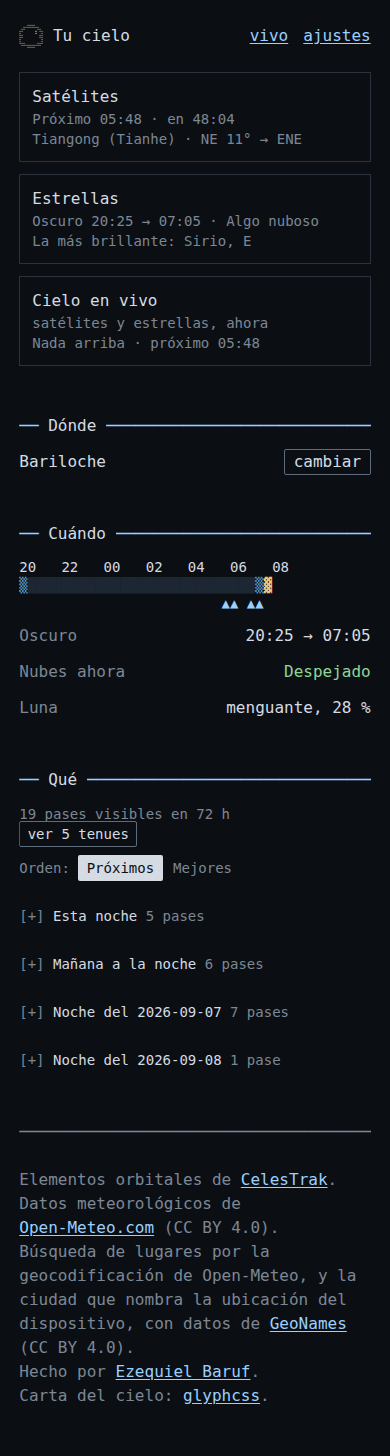 Tu cielo vivo ajustes
Satélites
Próximo 05:48 · en 48:04
Tiangong (Tianhe) · NE 11° → ENE
Estrellas
Oscuro 20:25 → 07:05 · Algo nuboso
La más brillante: Sirio, E
Cielo en vivo
satélites y estrellas, ahora
Nada arriba · próximo 05:48
Dónde
Bariloche cambiar
Cuándo
20 22 00 02 04 06 08
▲▲ ▲▲
Oscuro 20:25 → 07:05
Nubes ahora Despejado
Luna menguante, 28 %
Qué
19 pases visibles en 72 h
ver 5 tenues
Orden: Próximos Mejores
[+] Esta noche 5 pases
[+] Mañana a la noche 6 pases
[+] Noche del 2026-09-07 7 pases
[+] Noche del 2026-09-08 1 pase
Elementos orbitales de CelesTrak.
Datos meteorológicos de
Open-Meteo.com (CC BY 4.0).
Búsqueda de lugares por la
geocodificación de Open-Meteo, y la
ciudad que nombra la ubicación del
dispositivo, con datos de GeoNames
(CC BY 4.0).
Hecho por Ezequiel Baruf.
Carta del cielo: glyphcss.